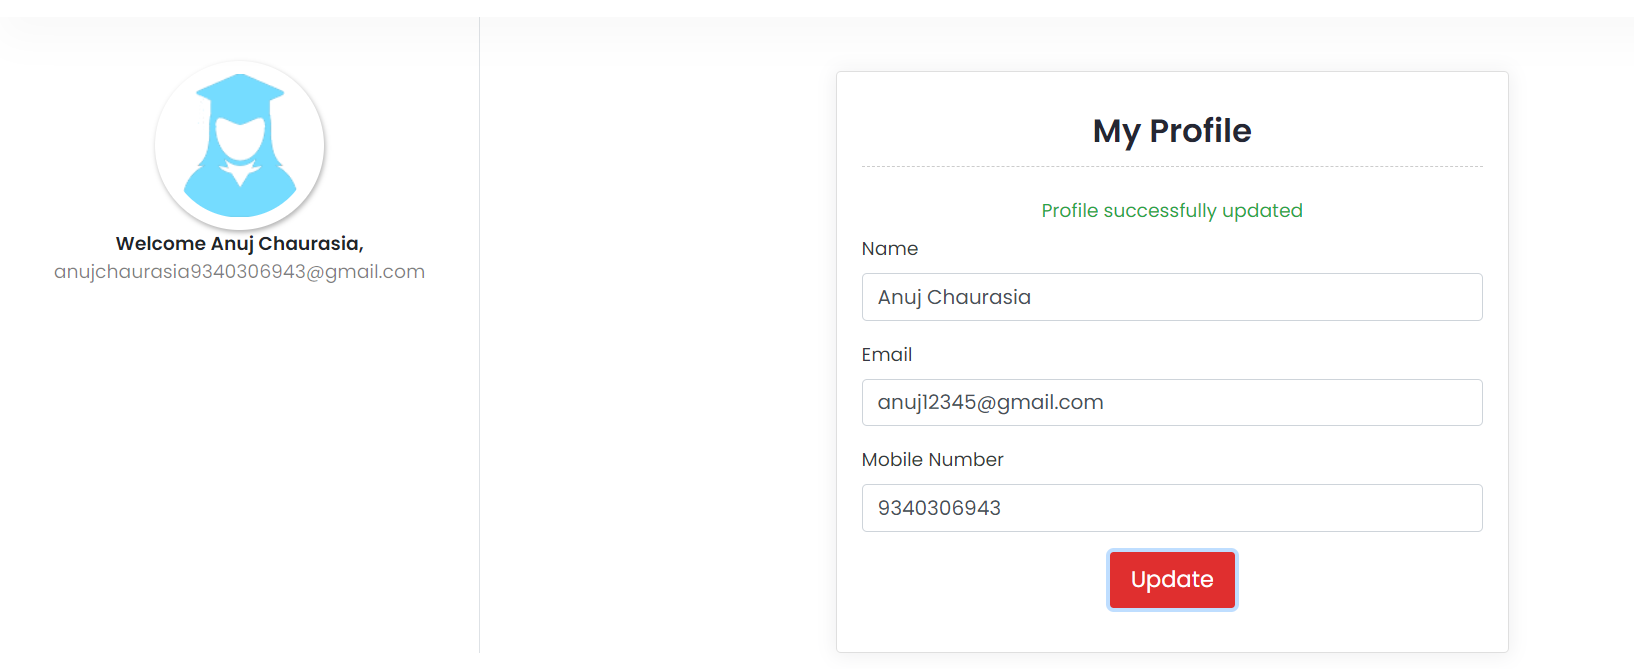 Welcome Anuj Chaurasia,
anujchaurasia9340306943@gmail.com
My Profile
Profile successfully updated
Name
Anuj Chaurasia
Email
anuj12345@gmail.com
Mobile Number
9340306943
Update